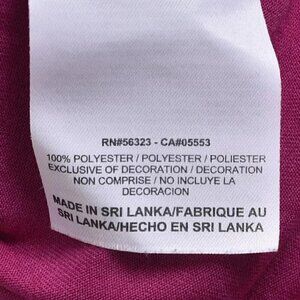 RN#56323 - CA#05553
100% POLYESTER / POLYESTER / POLIESTER
EXCLUSIVE OF DECORATION / DECORATION
NON COMPRISE / NO INCLUYE LA
DECORACION
MADE IN SRI LANKA/FABRIQUE AU
SRI LANKA/HECHO EN SRI LANKA